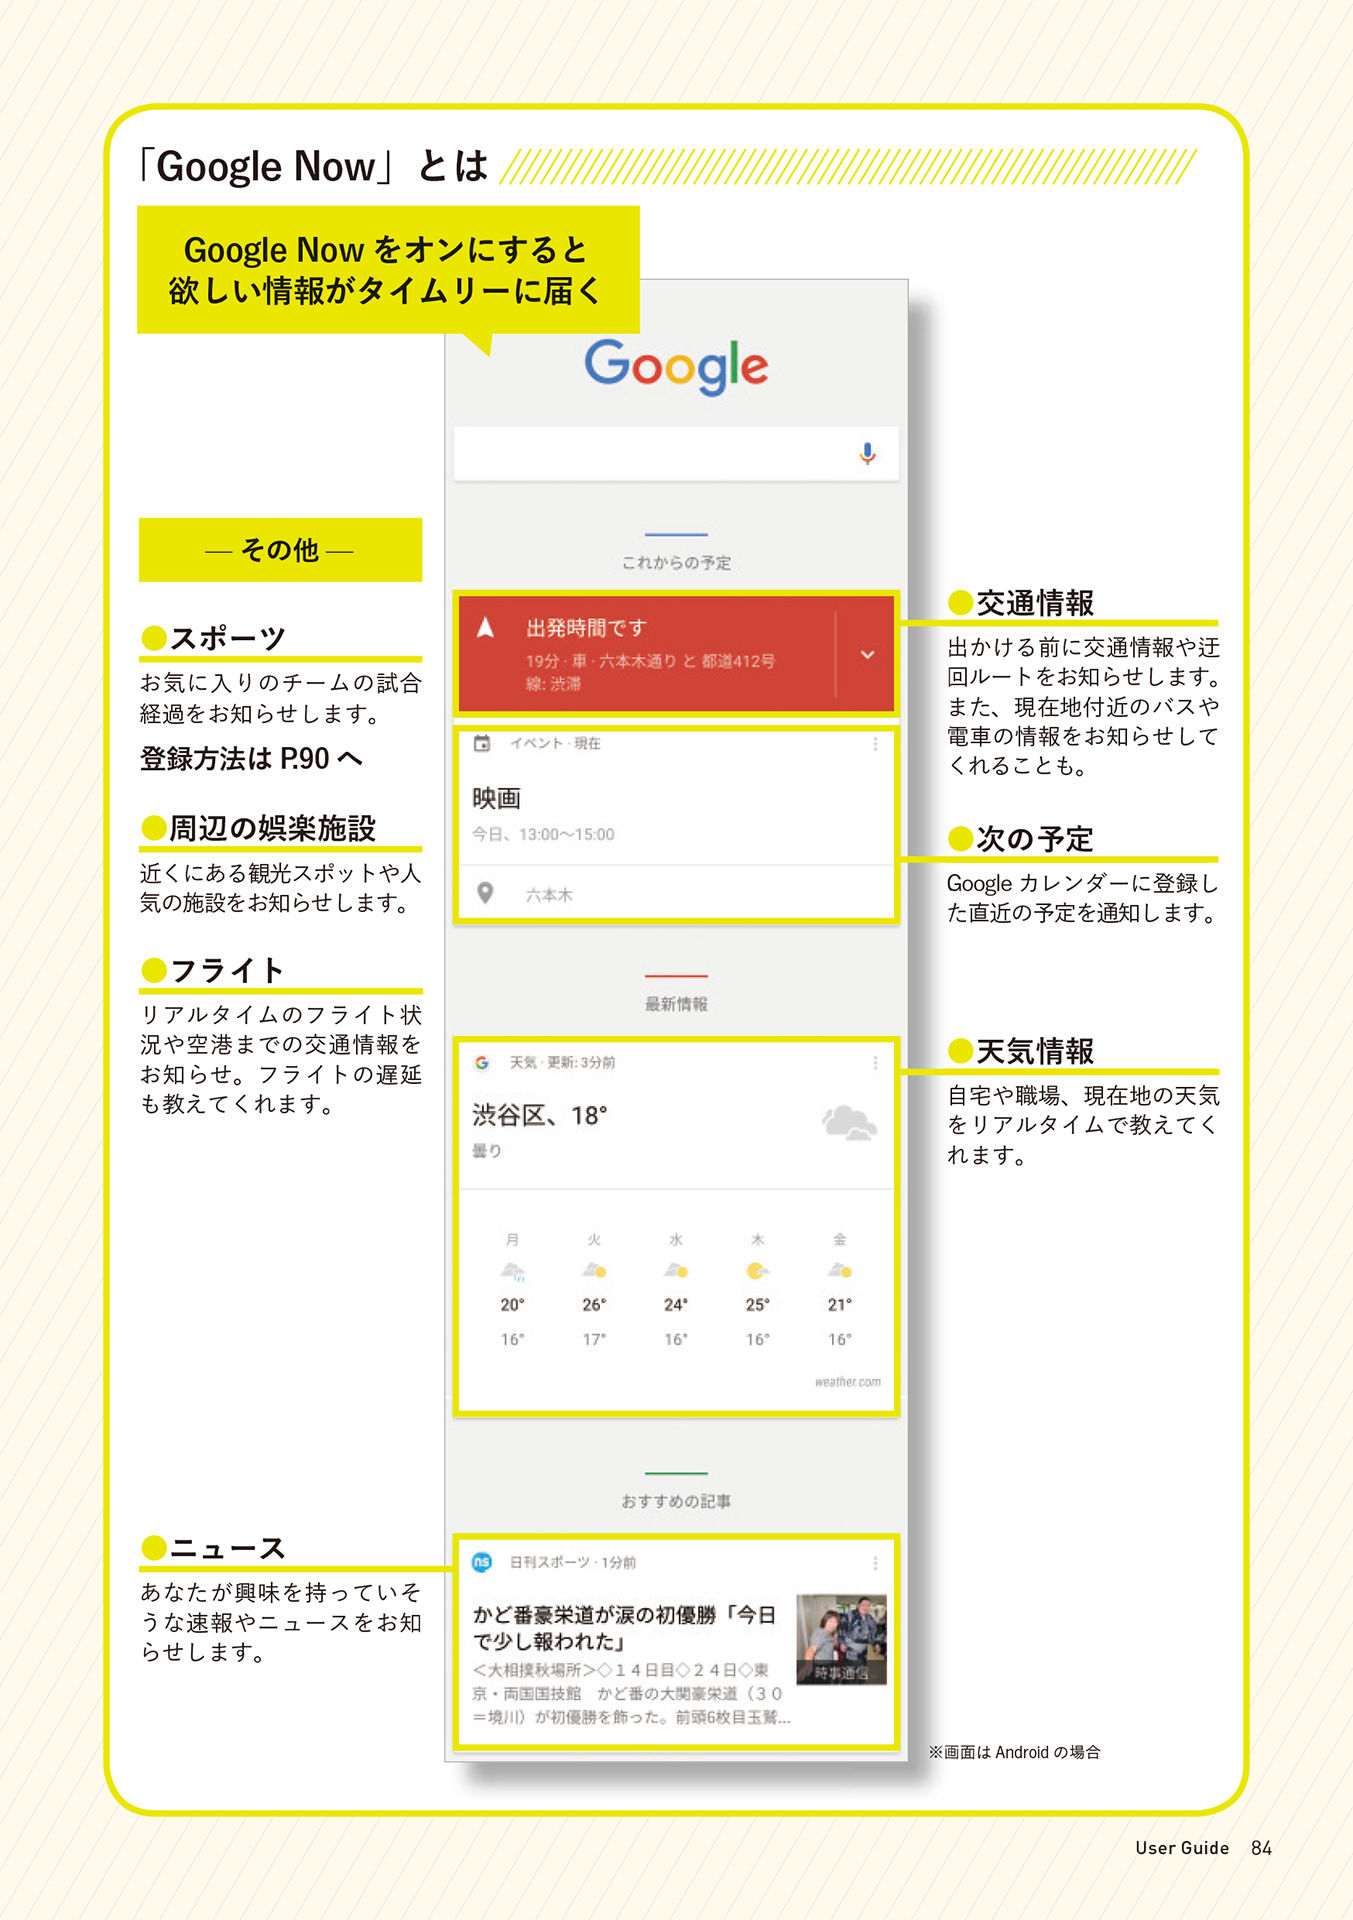 「Google Now」とは
Google Now をオンにすると
欲しい情報がタイムリーに届く
Google
これからの予定
出発時間です
19分 · 車 · 六本木通り と 都道412号
線: 渋滞
イベント · 現在
映画
今日、13:00～15:00
六本木
最新情報
天気 · 更新: 3分前
渋谷区、18°
曇り
月 火 水 木 金
20° 26° 24° 25° 21°
16° 17° 16° 16° 16°
weather.com
おすすめの記事
ns
日刊スポーツ · 1分前
かど番豪栄道が涙の初優勝「今日
で少し報われた」
＜大相撲秋場所＞◇１４日目◇２４日◇東
京・両国国技館　かど番の大関豪栄道（３０
＝境川）が初優勝を飾った。前頭6枚目玉鷲...
時事通信
― その他 ―
●スポーツ
お気に入りのチームの試合
経過をお知らせします。
登録方法は P.90 へ
●周辺の娯楽施設
近くにある観光スポットや人
気の施設をお知らせします。
●フライト
リアルタイムのフライト状
況や空港までの交通情報を
お知らせ。フライトの遅延
も教えてくれます。
●ニュース
あなたが興味を持っていそ
うな速報やニュースをお知
らせします。
●交通情報
出かける前に交通情報や迂
回ルートをお知らせします。
また、現在地付近のバスや
電車の情報をお知らせして
くれることも。
●次の予定
Google カレンダーに登録し
た直近の予定を通知します。
●天気情報
自宅や職場、現在地の天気
をリアルタイムで教えてく
れます。
※画面は Android の場合
User Guide 84